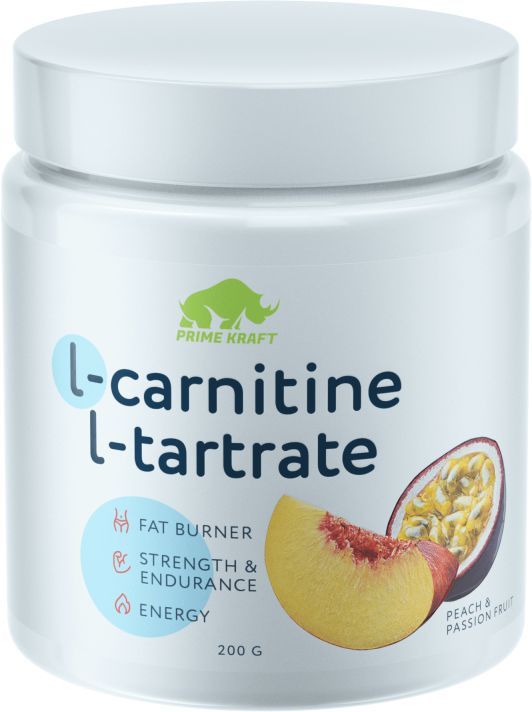 PRIME KRAFT
l-carnitine
l-tartrate
FAT BURNER
STRENGTH &
ENDURANCE
ENERGY
PEACH &
PASSION FRUIT
200 G